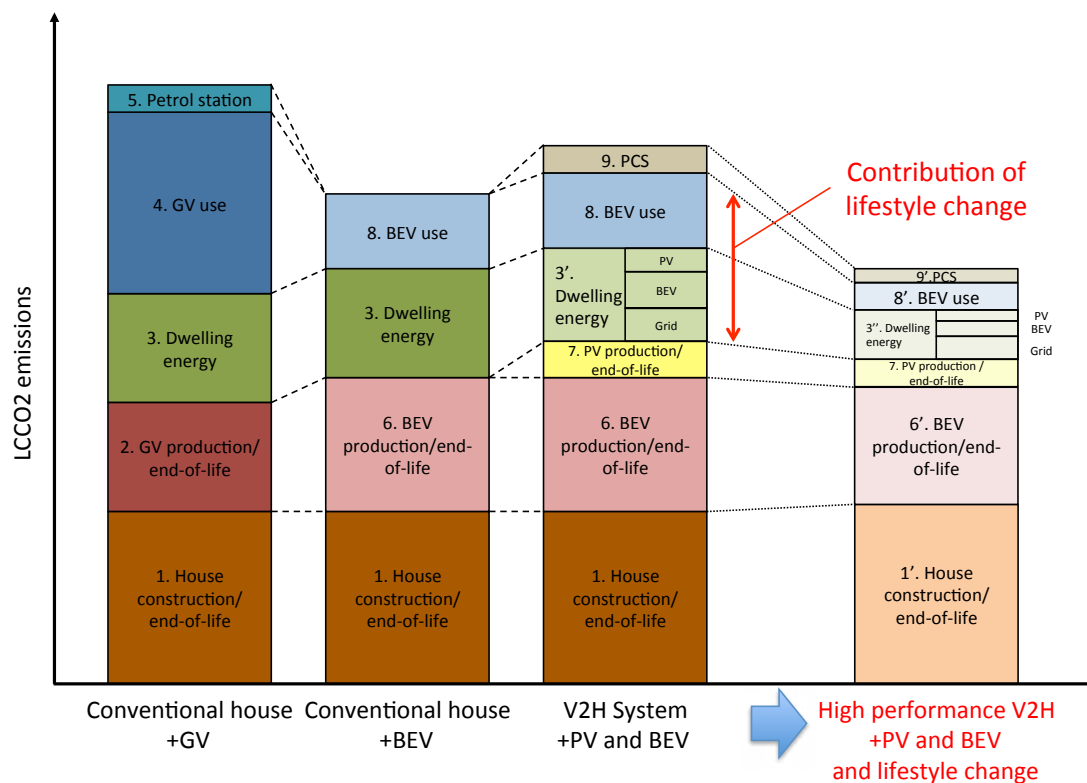 LCCO2 emissions
5. Petrol station
4. GV use
3. Dwelling
energy
2. GV production/
end-of-life
1. House
construction/
end-of-life
Conventional house
+GV
8. BEV use
3. Dwelling
energy
6. BEV
production/end-
of-life
1. House
construction/
end-of-life
Conventional house
+BEV
9. PCS
8. BEV use
3’.
Dwelling
energy
PV
BEV
Grid
7. PV production/
end-of-life
6. BEV
production/end-
of-life
1. House
construction/
end-of-life
V2H System
+PV and BEV
Contribution of
lifestyle change
9’.PCS
8’. BEV use
3’’. Dwelling
energy
PV
BEV
Grid
7. PV production /
end-of-life
6’. BEV
production/end-
of-life
1’. House
construction/
end-of-life
High performance V2H
+PV and BEV
and lifestyle change